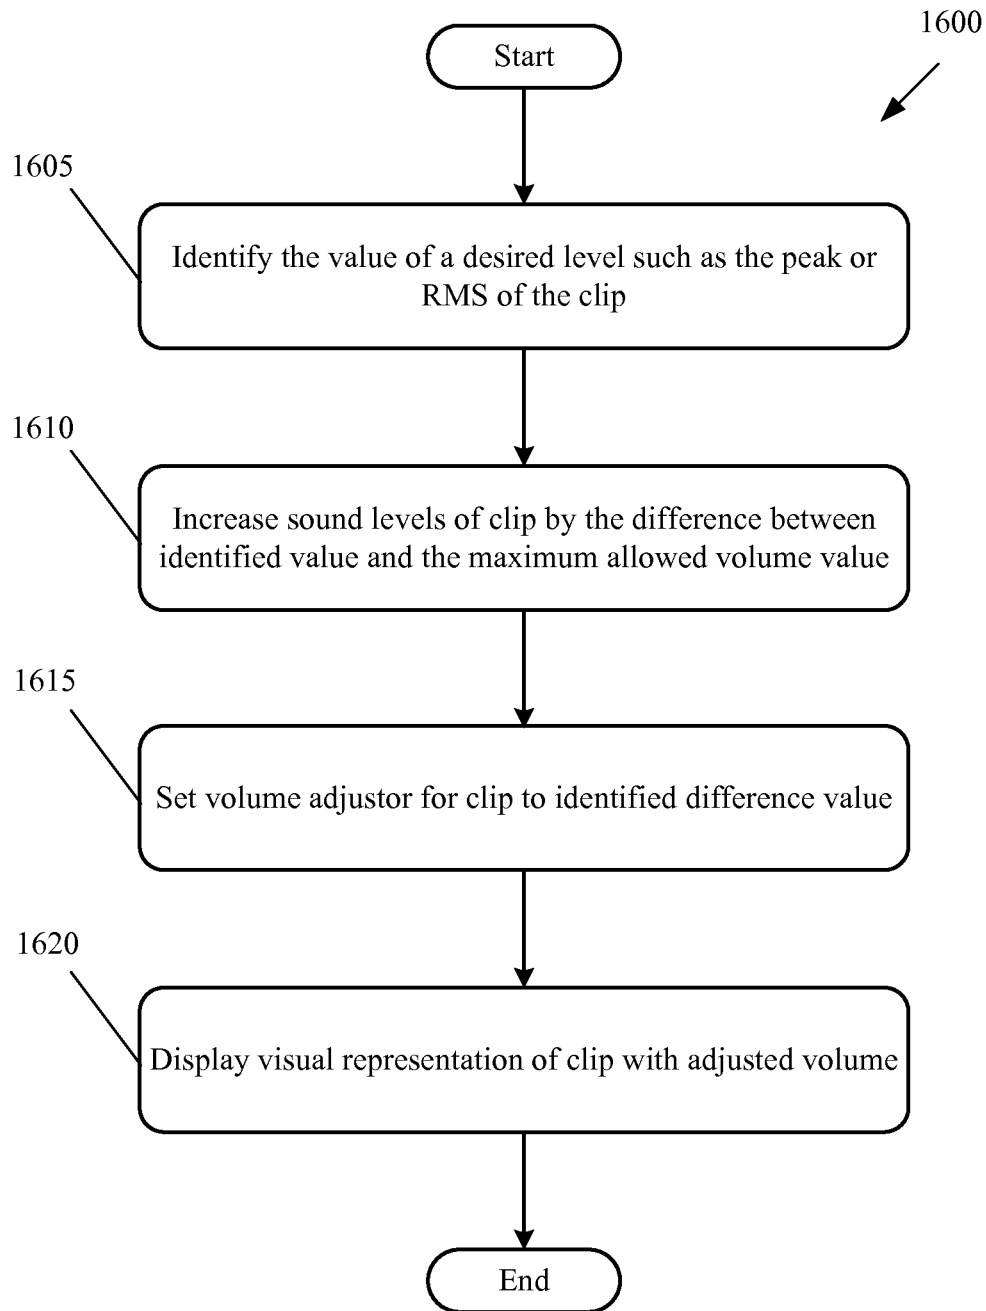 1600
Start
1605
Identify the value of a desired level such as the peak or
RMS of the clip
1610
Increase sound levels of clip by the difference between
identified value and the maximum allowed volume value
1615
Set volume adjustor for clip to identified difference value
1620
Display visual representation of clip with adjusted volume
End